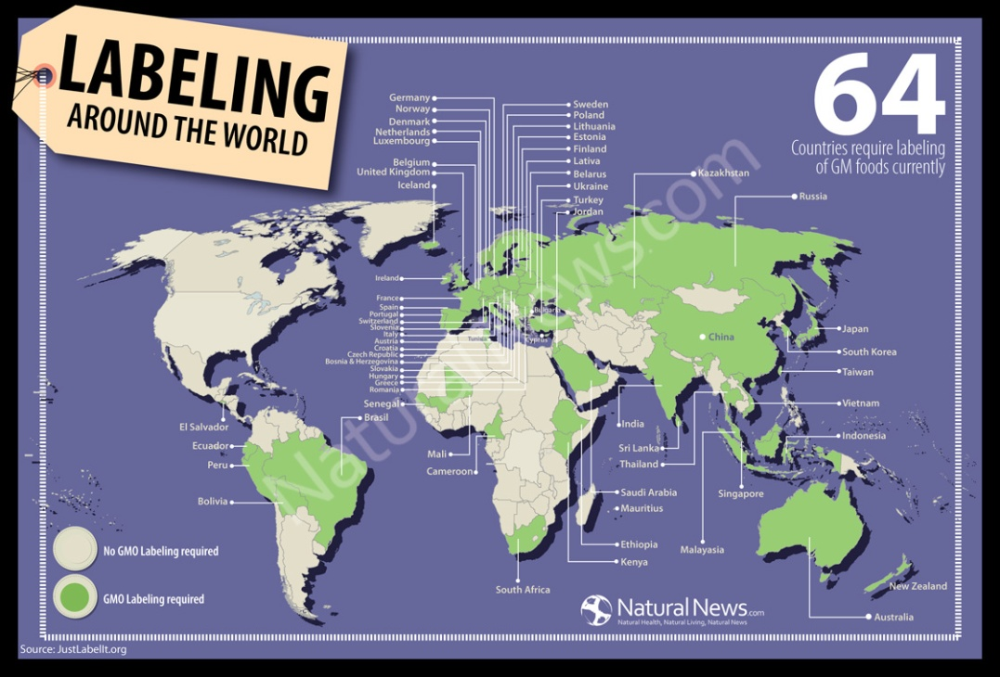 LABELING
AROUND THE WORLD
64
Countries require labeling
of GM foods currently
Germany
Norway
Denmark
Netherlands
Luxembourg
Belgium
United Kingdom
Iceland
Sweden
Poland
Lithuania
Estonia
Finland
Lativa
Belarus
Ukraine
Turkey
Jordan
Kazakhstan
Russia
Ireland
France
Spain
Portugal
Switzerland
Slovenia
Italy
Austria
Croatia
Czech Republic
Bosnia & Herzegovina
Slovakia
Hungary
Greece
Romania
Senegal
Bulgaria
Cyprus
Tunisia
China
Japan
South Korea
Taiwan
Vietnam
Indonesia
El Salvador
Ecuador
Peru
Bolivia
Brasil
Mali
Cameroon
India
Sri Lanka
Thailand
Singapore
Saudi Arabia
Mauritius
Ethiopia
Kenya
Malayasia
South Africa
New Zealand
Australia
No GMO Labeling required
GMO Labeling required
NaturalNews.com
Natural News.com
Natural Health, Natural Living, Natural News
Source: JustLabelIt.org